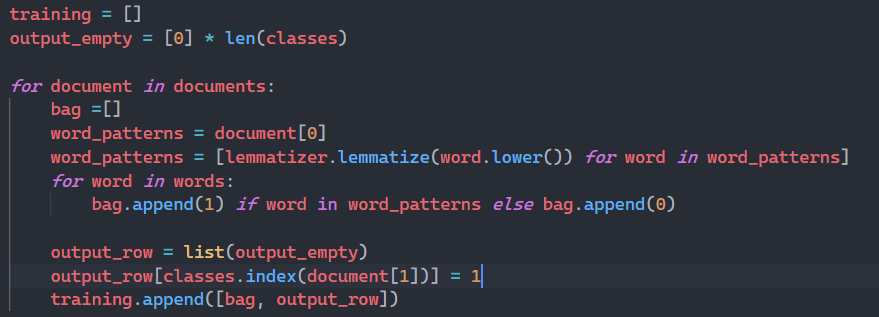 training = []
output_empty = [0] * len(classes)

for document in documents:
    bag =[]
    word_patterns = document[0]
    word_patterns = [lemmatizer.lemmatize(word.lower()) for word in word_patterns]
    for word in words:
        bag.append(1) if word in word_patterns else bag.append(0)

    output_row = list(output_empty)
    output_row[classes.index(document[1])] = 1
    training.append([bag, output_row])